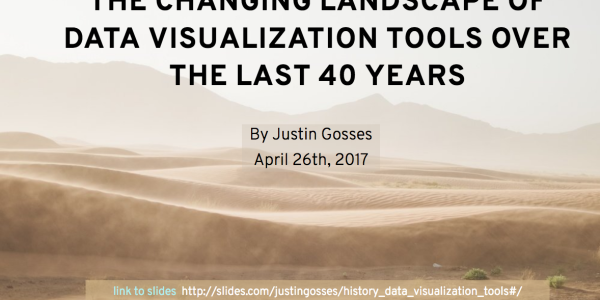 THE CHANGING LANDSCAPE OF
DATA VISUALIZATION TOOLS OVER
THE LAST 40 YEARS
By Justin Gosses
April 26th, 2017
link to slides http://slides.com/justingosses/history_data_visualization_tools#/